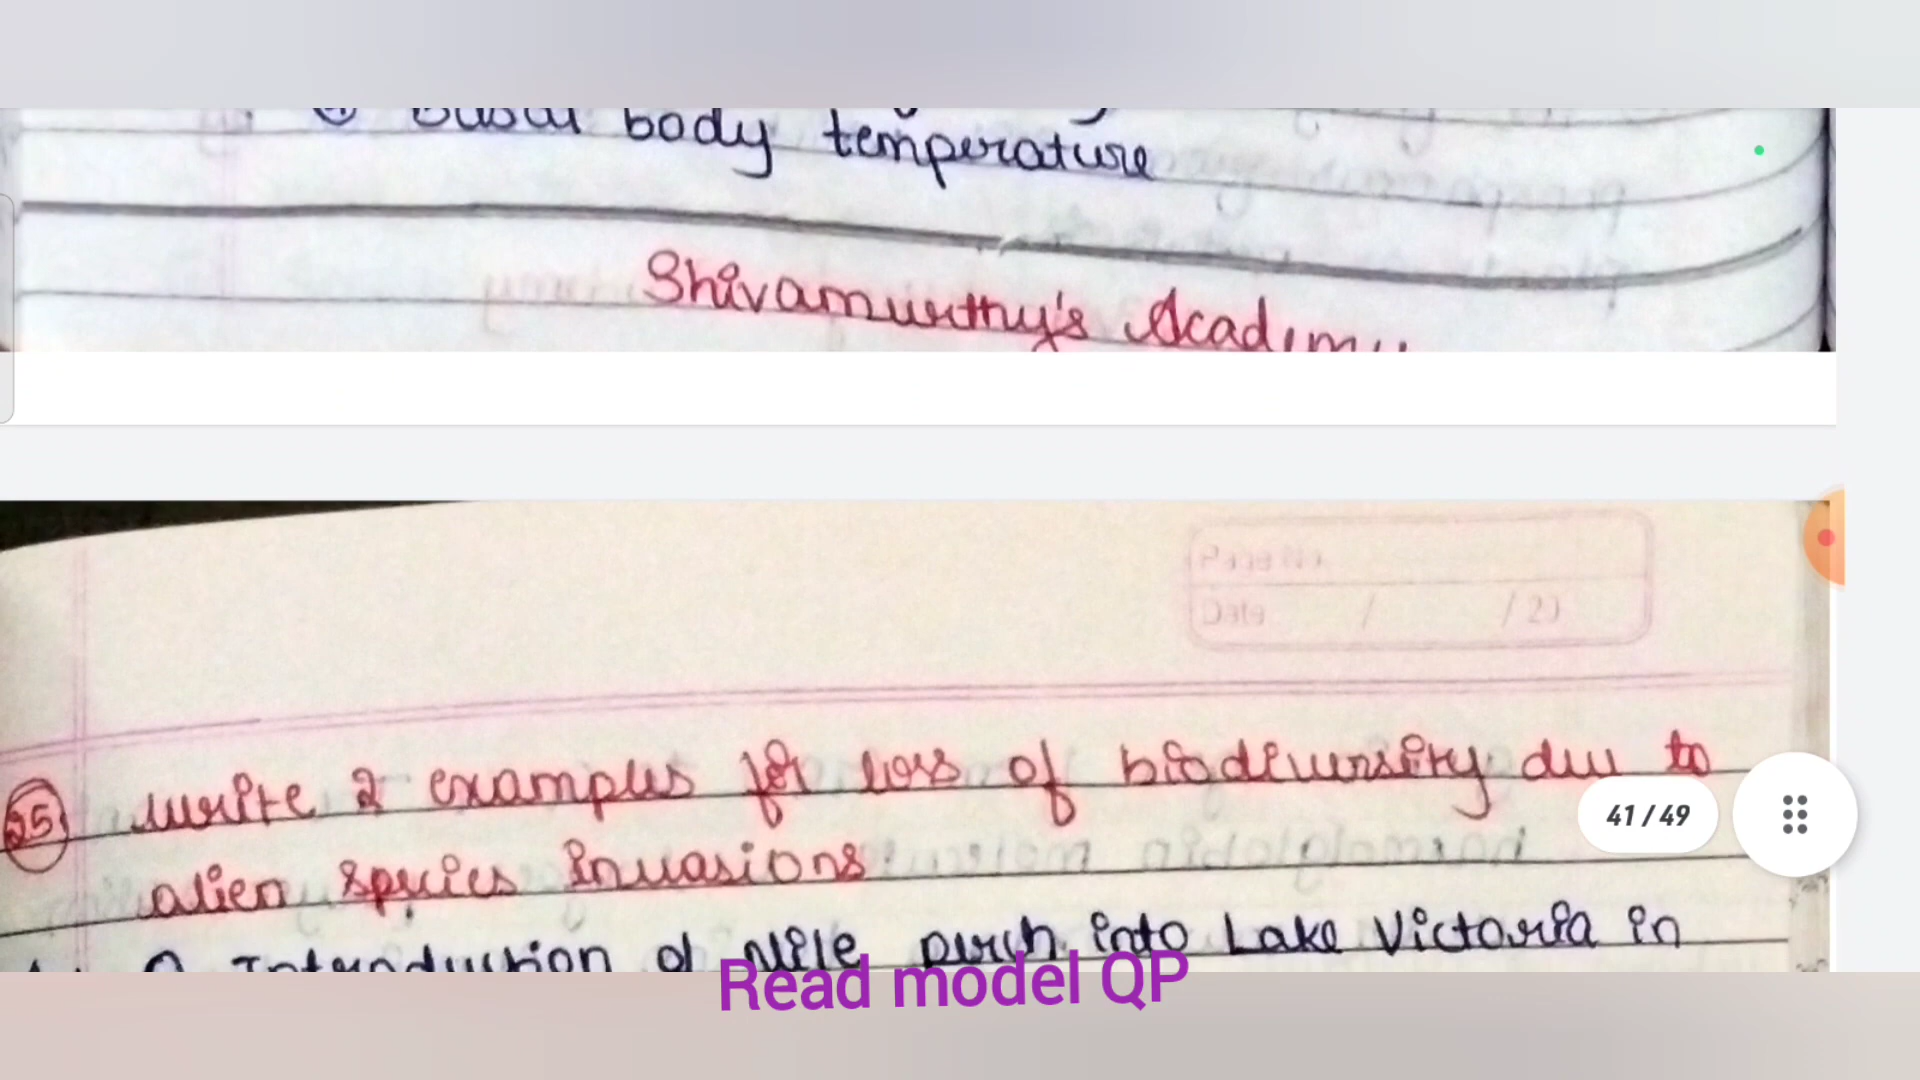 body temperature
Shivamurthy's Academy
Page No
Date / / 20
25 write 2 examples for loss of biodiversity due to
41 / 49
alien species invasions
Introduction of Nile perch into Lake Victoria in
Read model QP